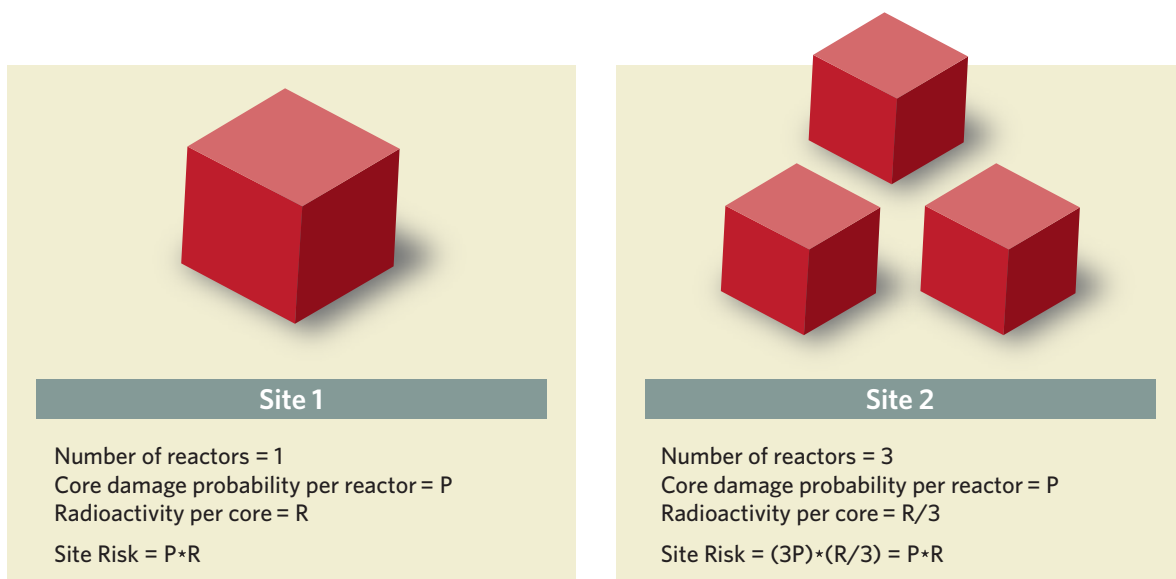 Site 1
Number of reactors = 1
Core damage probability per reactor = P
Radioactivity per core = R
Site Risk = P*R
Site 2
Number of reactors = 3
Core damage probability per reactor = P
Radioactivity per core = R/3
Site Risk = (3P)*(R/3) = P*R